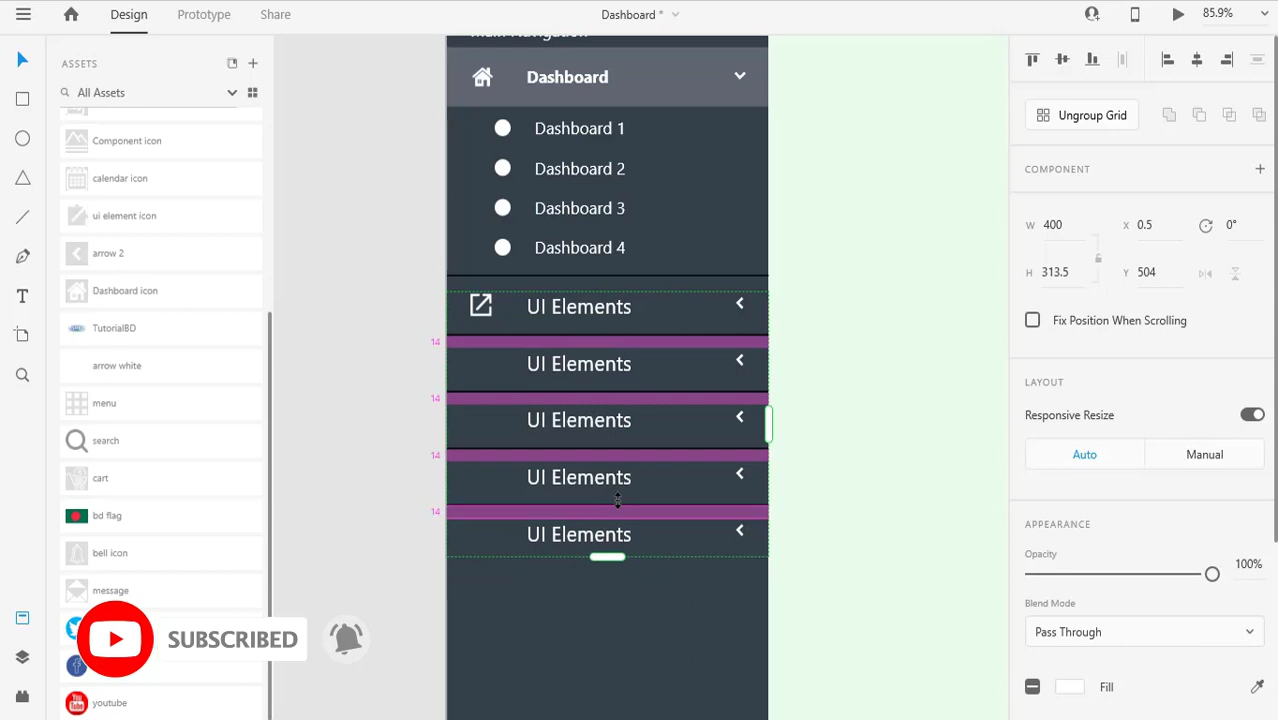 Design
Prototype
Share
Dashboard *
85.9%
ASSETS
All Assets
Component icon
calendar icon
ui element icon
arrow 2
Dashboard icon
TutorialBD
arrow white
menu
search
cart
bd flag
bell icon
message
youtube
SUBSCRIBED
Main Navigation
Dashboard
Dashboard 1
Dashboard 2
Dashboard 3
Dashboard 4
UI Elements
14
UI Elements
14
UI Elements
14
UI Elements
14
UI Elements
Ungroup Grid
COMPONENT
W 400 X 0.5 0°
H 313.5 Y 504
Fix Position When Scrolling
LAYOUT
Responsive Resize
Auto Manual
APPEARANCE
Opacity
100%
Blend Mode
Pass Through
Fill